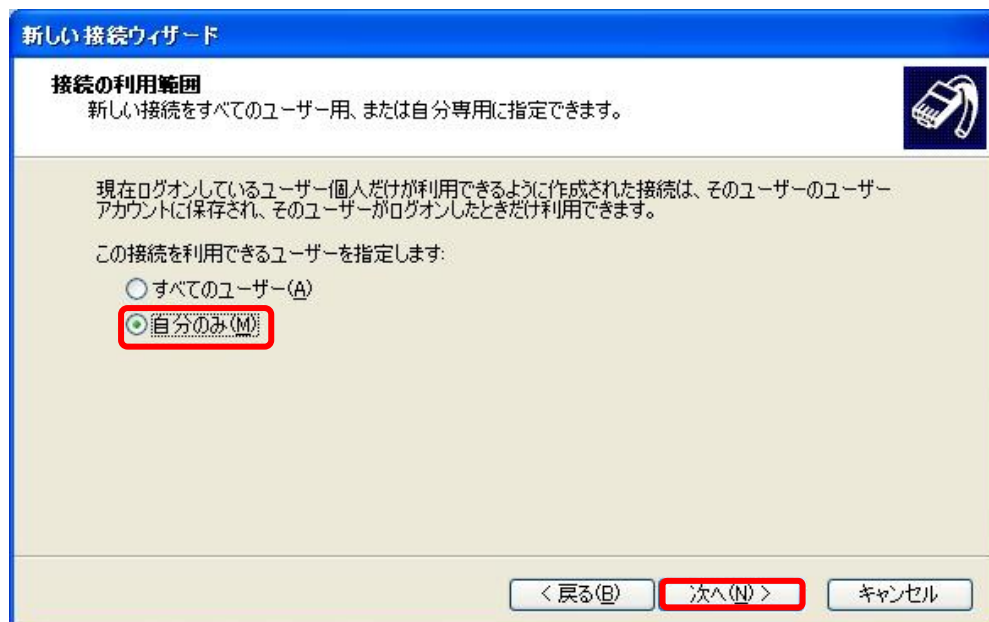 新しい接続ウィザード
接続の利用範囲
新しい接続をすべてのユーザー用、または自分専用に指定できます。
現在ログオンしているユーザー個人だけが利用できるように作成された接続は、そのユーザーのユーザー
アカウントに保存され、そのユーザーがログオンしたときだけ利用できます。
この接続を利用できるユーザーを指定します:
すべてのユーザー(A)
自分のみ(M)
< 戻る(B)
次へ(N) >
キャンセル